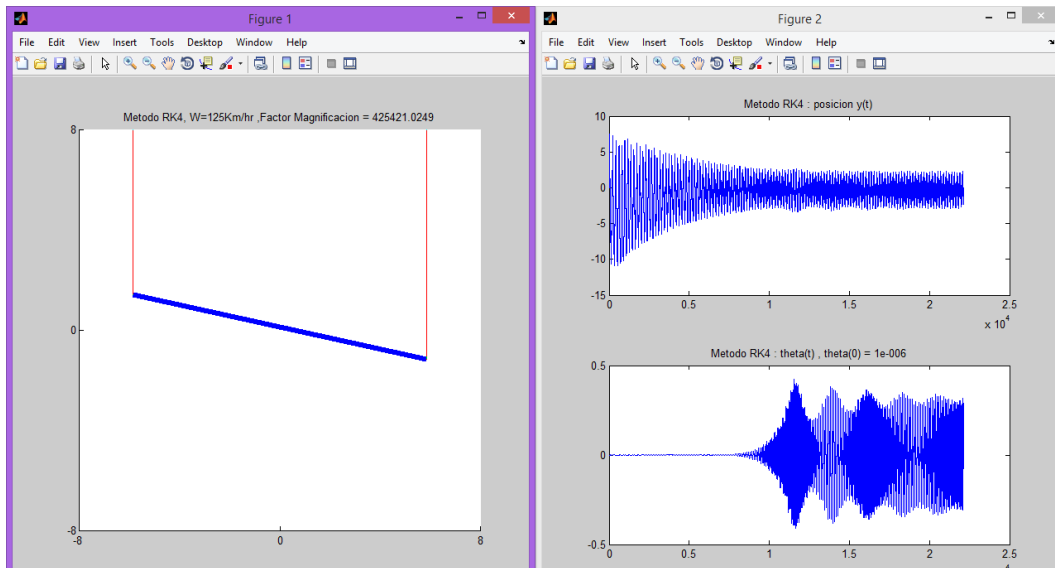 Figure 1
File Edit View Insert Tools Desktop Window Help
Metodo RK4, W=125Km/hr ,Factor Magnificacion = 425421.0249
8
0
-8
-8 0 8
Figure 2
File Edit View Insert Tools Desktop Window Help
Metodo RK4 : posicion y(t)
10
5
0
-5
-10
-15
0 0.5 1 1.5 2 2.5
x 10^4
Metodo RK4 : theta(t) , theta(0) = 1e-006
0.5
0
-0.5
0 0.5 1 1.5 2 2.5